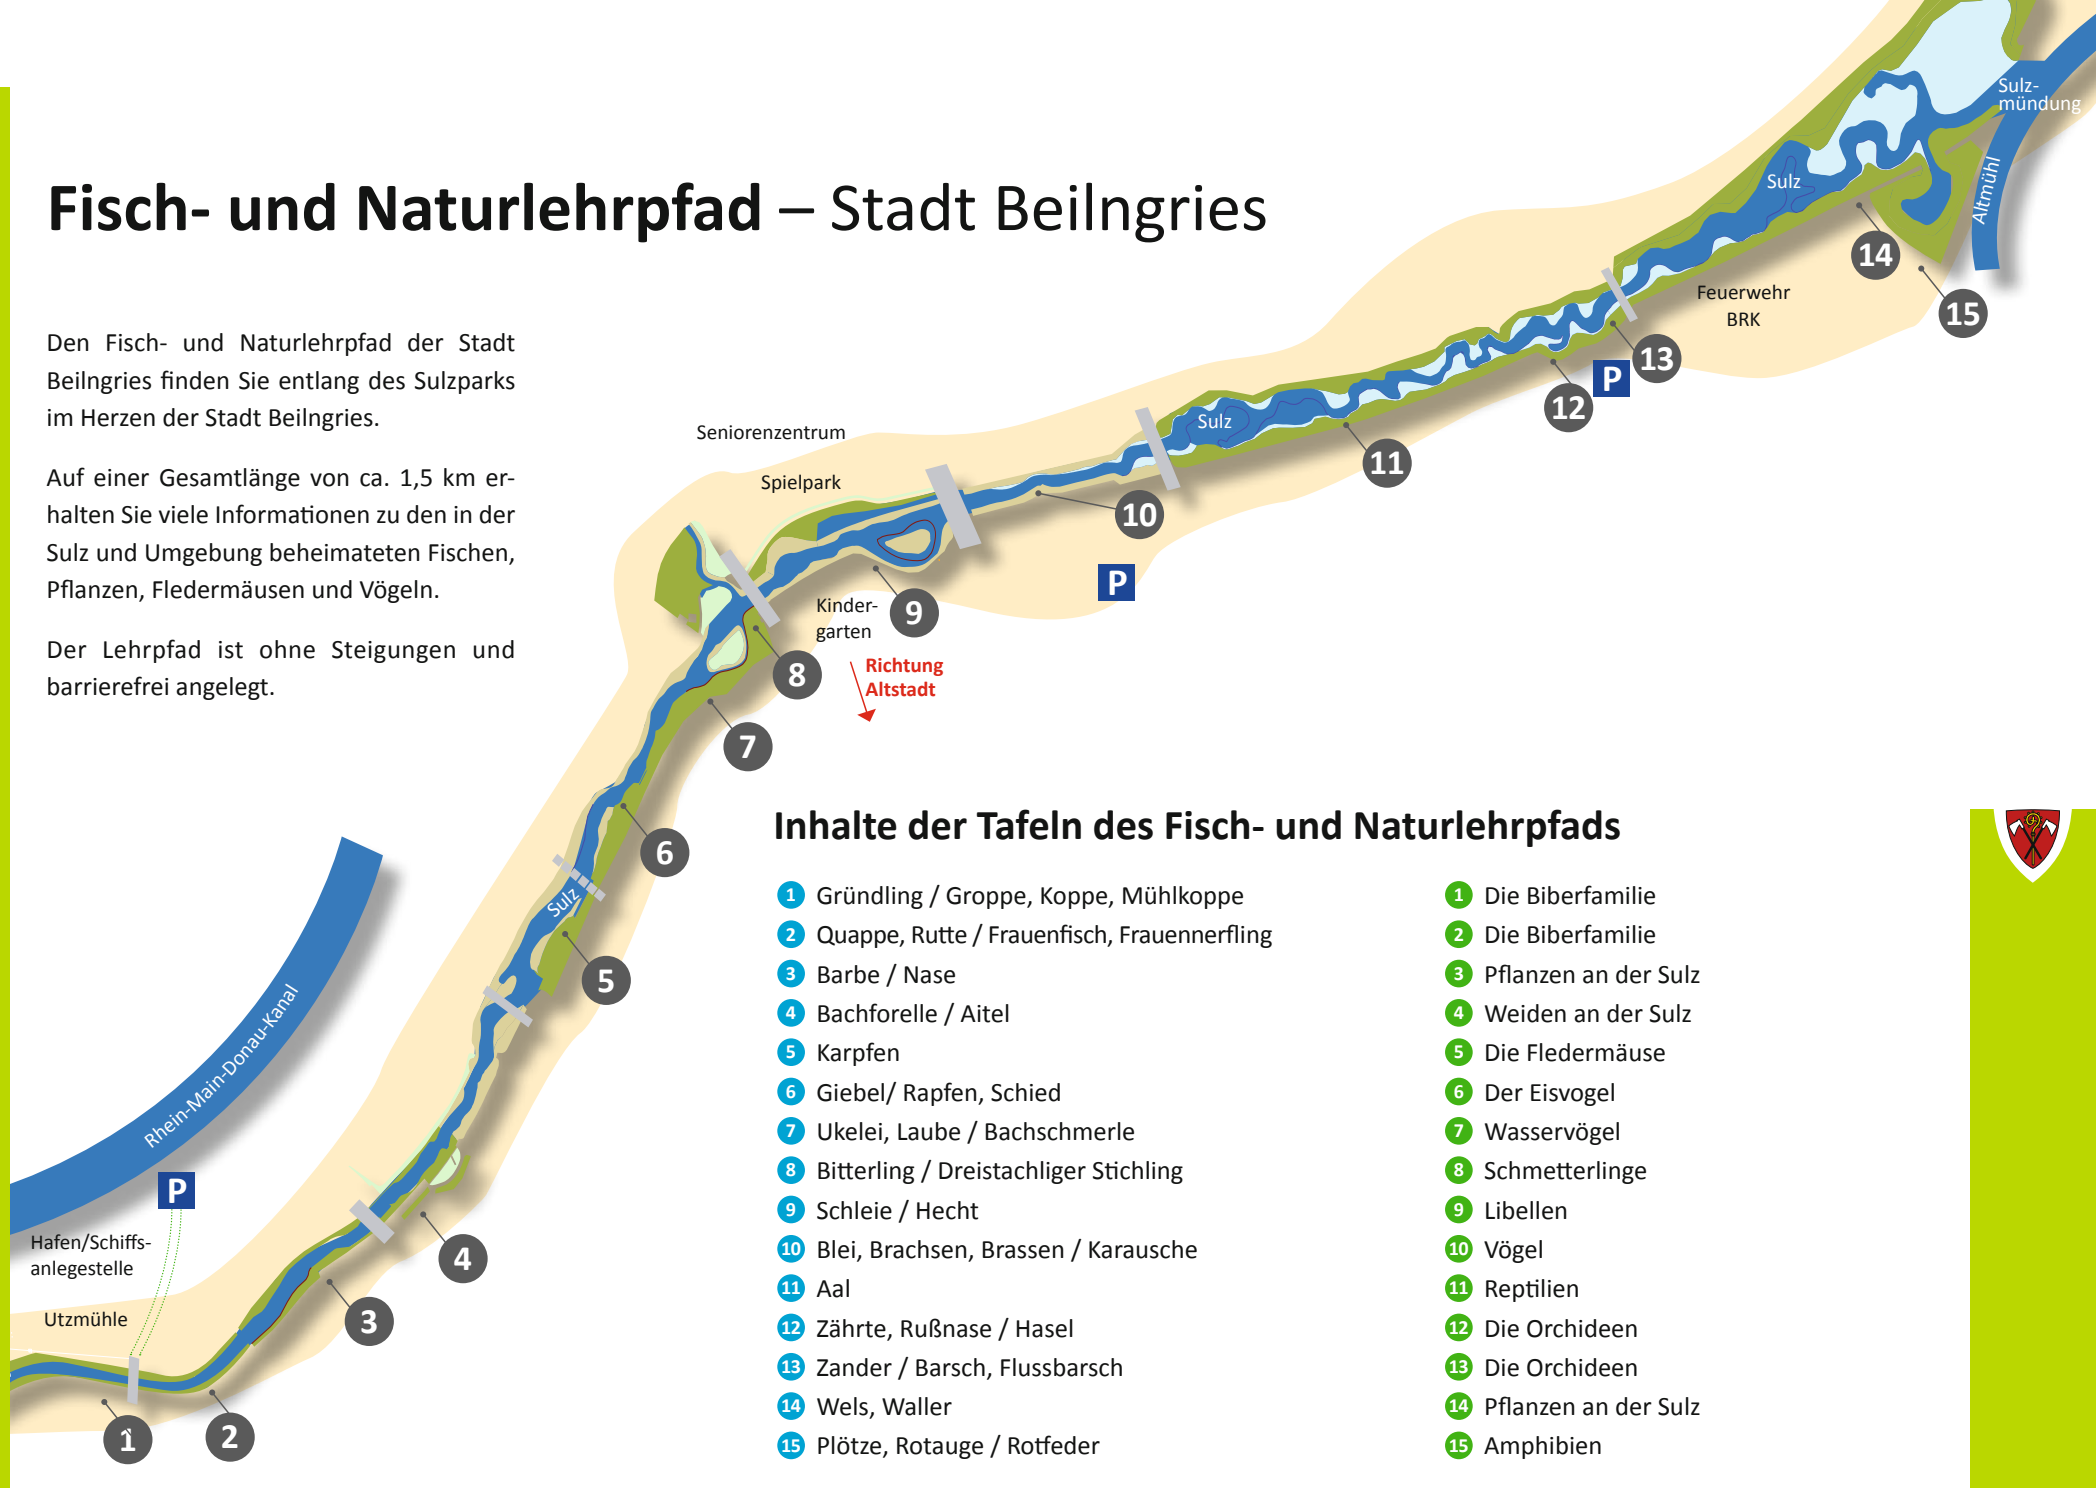 Fisch- und Naturlehrpfad – Stadt Beilngries
Den Fisch- und Naturlehrpfad der Stadt
Beilngries finden Sie entlang des Sulzparks
im Herzen der Stadt Beilngries.
Auf einer Gesamtlänge von ca. 1,5 km er-
halten Sie viele Informationen zu den in der
Sulz und Umgebung beheimateten Fischen,
Pflanzen, Fledermäusen und Vögeln.
Der Lehrpfad ist ohne Steigungen und
barrierefrei angelegt.
Sulz-
mündung
Altmühl
Sulz
14
15
Feuerwehr
BRK
13
P
12
Sulz
11
Seniorenzentrum
Spielpark
10
P
9
Kinder-
garten
Richtung
Altstadt
8
7
6
Sulz
5
Rhein-Main-Donau-Kanal
P
Hafen/Schiffs-
anlegestelle
Utzmühle
4
3
2
1
Inhalte der Tafeln des Fisch- und Naturlehrpfads
1 Gründling / Groppe, Koppe, Mühlkoppe
2 Quappe, Rutte / Frauenfisch, Frauennerfling
3 Barbe / Nase
4 Bachforelle / Aitel
5 Karpfen
6 Giebel/ Rapfen, Schied
7 Ukelei, Laube / Bachschmerle
8 Bitterling / Dreistachliger Stichling
9 Schleie / Hecht
10 Blei, Brachsen, Brassen / Karausche
11 Aal
12 Zährte, Rußnase / Hasel
13 Zander / Barsch, Flussbarsch
14 Wels, Waller
15 Plötze, Rotauge / Rotfeder
1 Die Biberfamilie
2 Die Biberfamilie
3 Pflanzen an der Sulz
4 Weiden an der Sulz
5 Die Fledermäuse
6 Der Eisvogel
7 Wasservögel
8 Schmetterlinge
9 Libellen
10 Vögel
11 Reptilien
12 Die Orchideen
13 Die Orchideen
14 Pflanzen an der Sulz
15 Amphibien